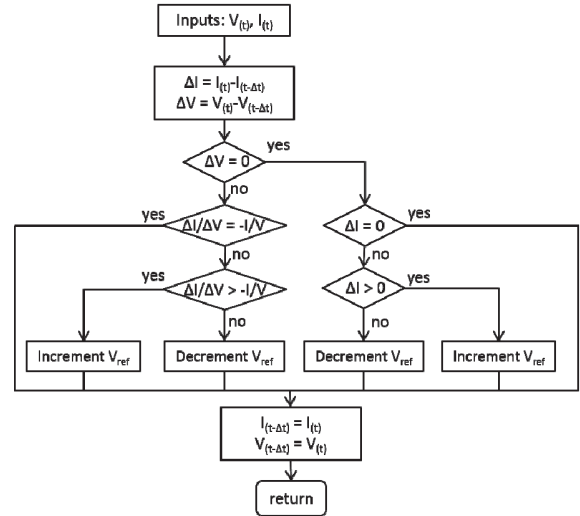 Inputs: V(t), I(t)
ΔI = I(t)-I(t-Δt)
ΔV = V(t)-V(t-Δt)
ΔV = 0
yes
no
yes
ΔI/ΔV = -I/V
ΔI = 0
yes
no
no
yes
ΔI/ΔV > -I/V
ΔI > 0
yes
no
no
Increment Vref
Decrement Vref
Decrement Vref
Increment Vref
I(t-Δt) = I(t)
V(t-Δt) = V(t)
return